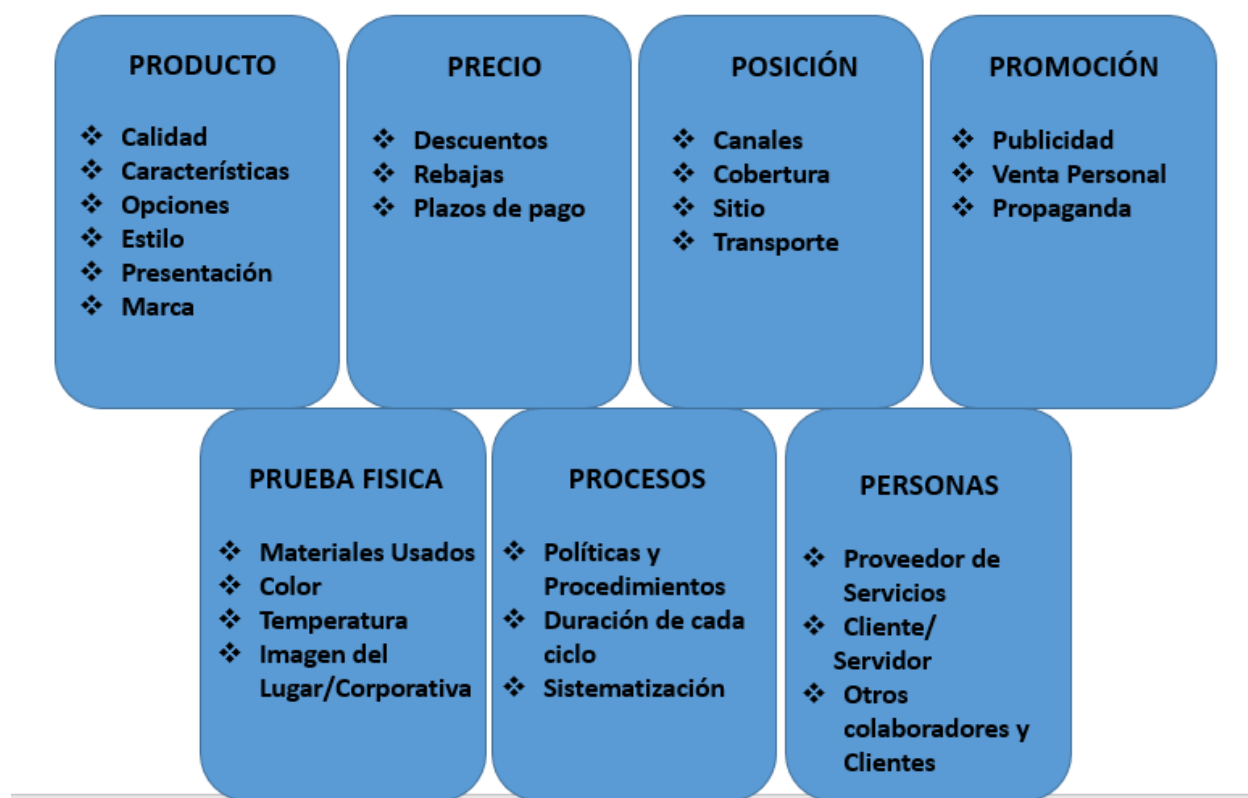 PRODUCTO
❖ Calidad
❖ Características
❖ Opciones
❖ Estilo
❖ Presentación
❖ Marca
PRECIO
❖ Descuentos
❖ Rebajas
❖ Plazos de pago
POSICIÓN
❖ Canales
❖ Cobertura
❖ Sitio
❖ Transporte
PROMOCIÓN
❖ Publicidad
❖ Venta Personal
❖ Propaganda
PRUEBA FISICA
❖ Materiales Usados
❖ Color
❖ Temperatura
❖ Imagen del
Lugar/Corporativa
PROCESOS
❖ Políticas y
Procedimientos
❖ Duración de cada
ciclo
❖ Sistematización
PERSONAS
❖ Proveedor de
Servicios
❖ Cliente/
Servidor
❖ Otros
colaboradores y
Clientes